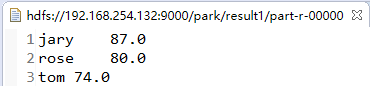 hdfs://192.168.254.132:9000/park/result1/part-r-00000
1 jary 87.0
2 rose 80.0
3 tom 74.0